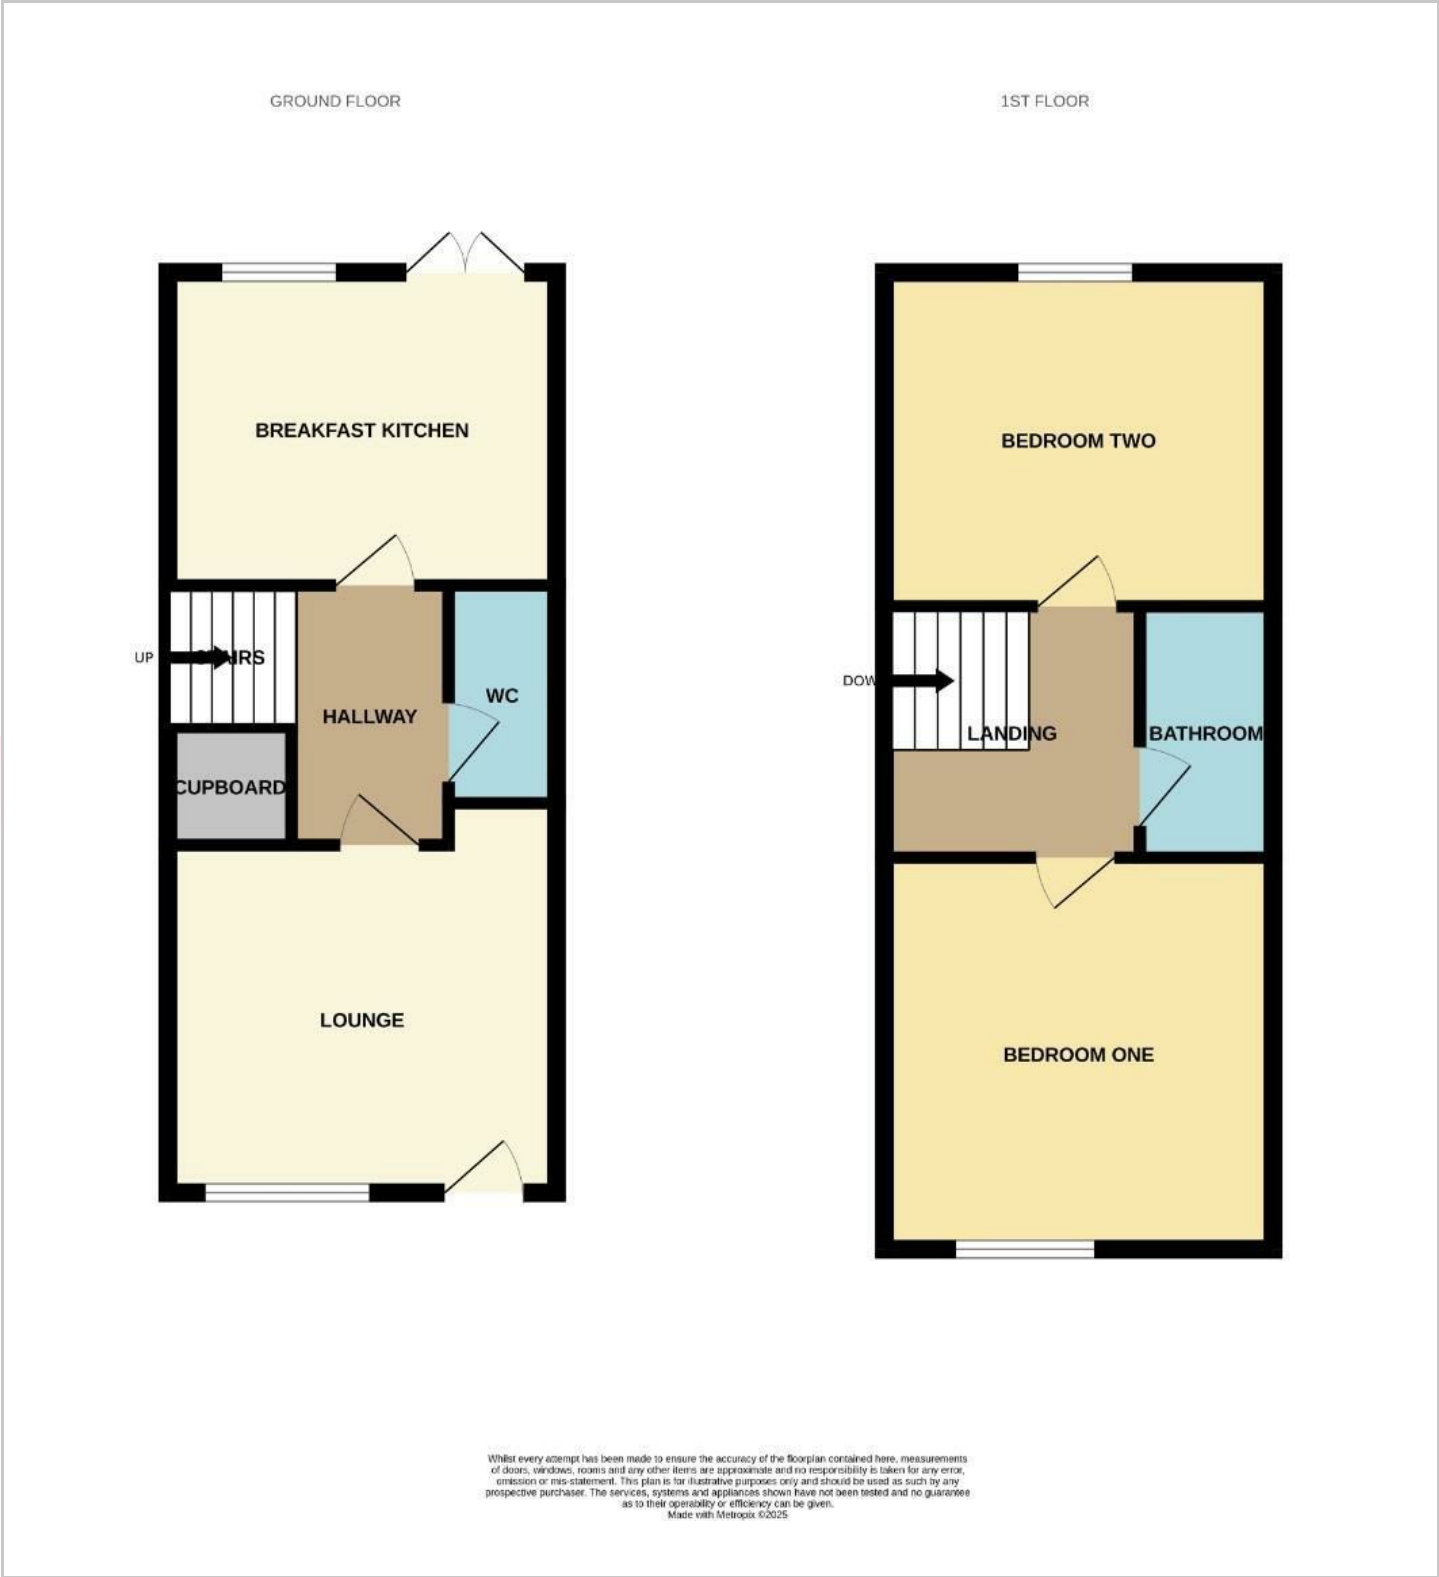 GROUND FLOOR
1ST FLOOR
BREAKFAST KITCHEN
BEDROOM TWO
UP
HALLWAY
WC
CUPBOARD
LOUNGE
LANDING
BATHROOM
BEDROOM ONE
Whilst every attempt has been made to ensure the accuracy of the floorplan contained here, measurements
of doors, windows, rooms and any other items are approximate and no responsibility is taken for any error,
omission or mis-statement. This plan is for illustrative purposes only and should be used as such by any
prospective purchaser. The services, systems and appliances shown have not been tested and no guarantee
as to their operability or efficiency can be given.
Made with Metropix ©2025